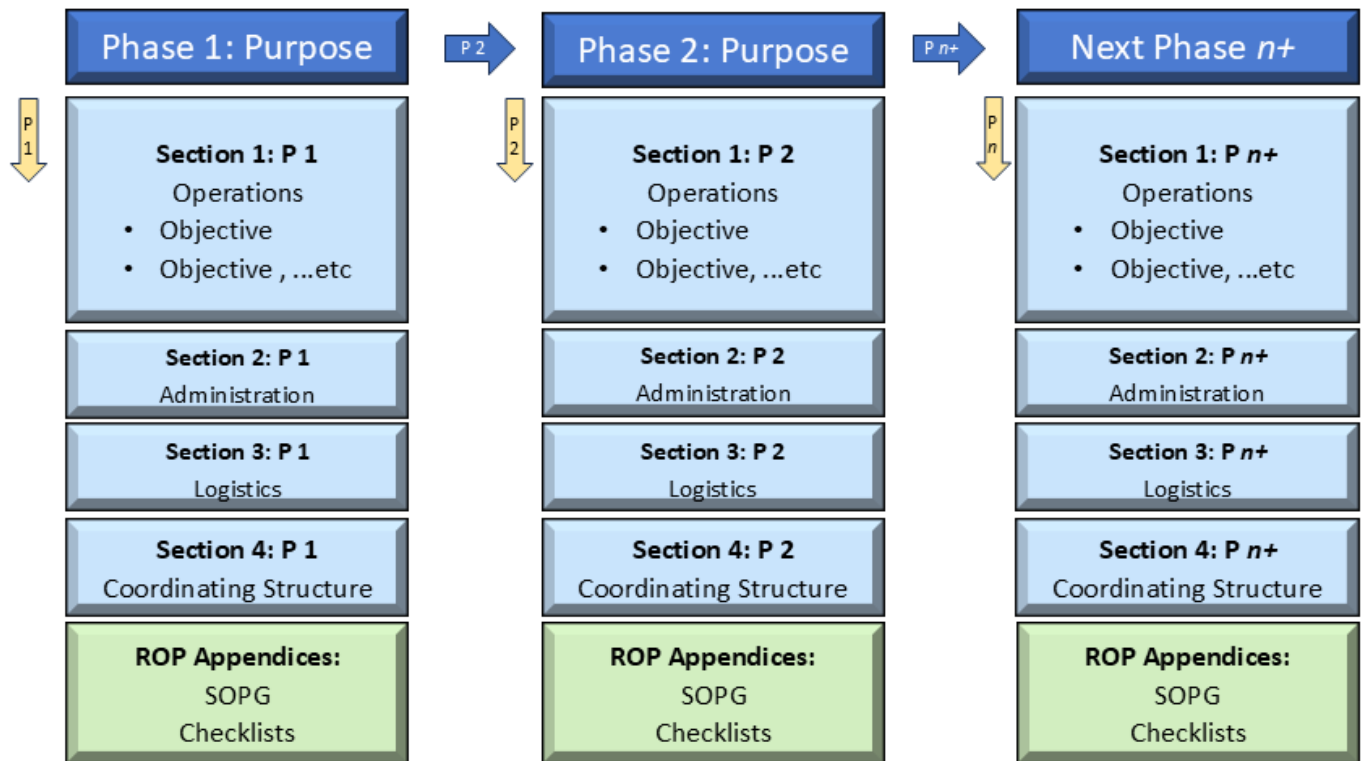 Phase 1: Purpose
P 2
Phase 2: Purpose
P n+
Next Phase n+
P
1
Section 1: P 1
Operations
• Objective
• Objective , ...etc
Section 2: P 1
Administration
Section 3: P 1
Logistics
Section 4: P 1
Coordinating Structure
ROP Appendices:
SOPG
Checklists
P
2
Section 1: P 2
Operations
• Objective
• Objective, ...etc
Section 2: P 2
Administration
Section 3: P 2
Logistics
Section 4: P 2
Coordinating Structure
ROP Appendices:
SOPG
Checklists
P
n
Section 1: P n+
Operations
• Objective
• Objective, ...etc
Section 2: P n+
Administration
Section 3: P n+
Logistics
Section 4: P n+
Coordinating Structure
ROP Appendices:
SOPG
Checklists